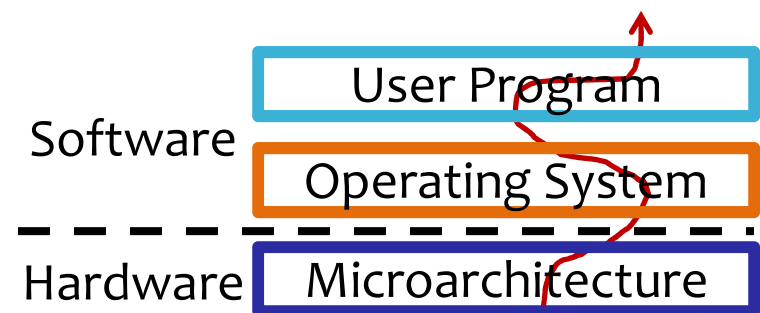 User Program
Software
Operating System
Hardware
Microarchitecture